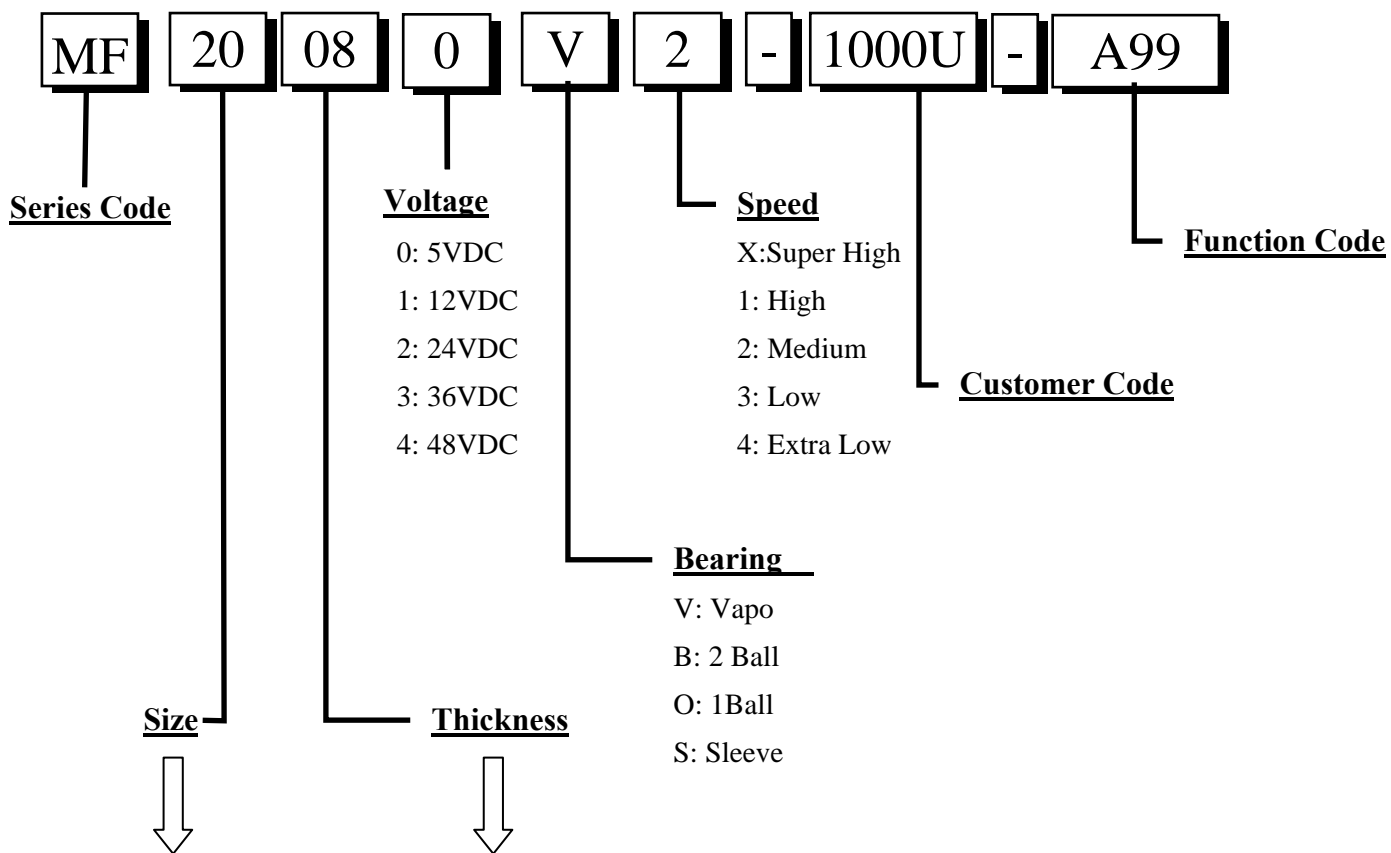 MF 20 08 0 V 2 - 1000U - A99
Series Code
Voltage
0: 5VDC
1: 12VDC
2: 24VDC
3: 36VDC
4: 48VDC
Speed
X:Super High
1: High
2: Medium
3: Low
4: Extra Low
Function Code
Customer Code
Bearing
V: Vapo
B: 2 Ball
O: 1Ball
S: Sleeve
Size
Thickness